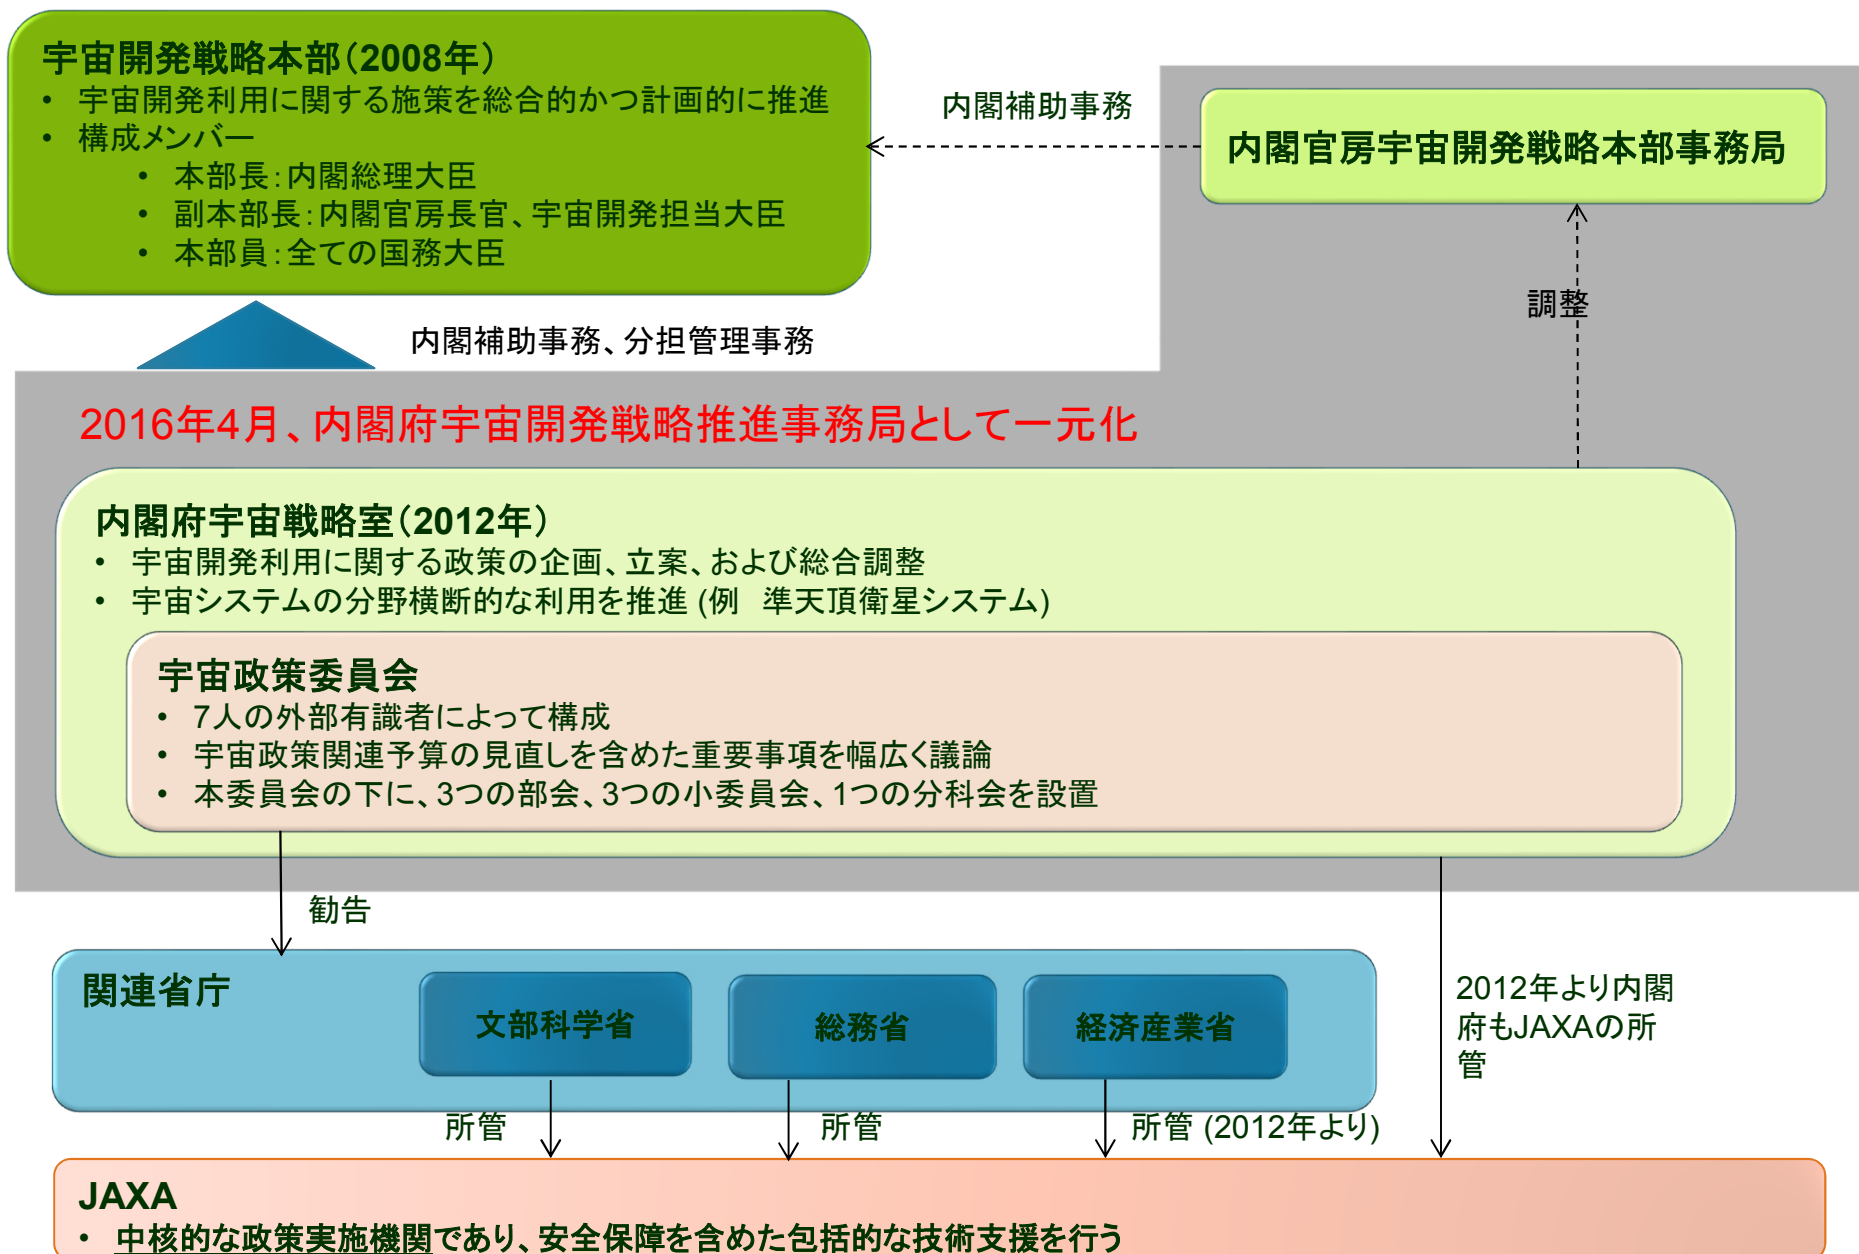 宇宙開発戦略本部(2008年)
• 宇宙開発利用に関する施策を総合的かつ計画的に推進
• 構成メンバー
• 本部長:内閣総理大臣
• 副本部長:内閣官房長官、宇宙開発担当大臣
• 本部員:全ての国務大臣
内閣補助事務
内閣官房宇宙開発戦略本部事務局
調整
内閣補助事務、分担管理事務
2016年4月、内閣府宇宙開発戦略推進事務局として一元化
内閣府宇宙戦略室(2012年)
• 宇宙開発利用に関する政策の企画、立案、および総合調整
• 宇宙システムの分野横断的な利用を推進 (例 準天頂衛星システム)
宇宙政策委員会
• 7人の外部有識者によって構成
• 宇宙政策関連予算の見直しを含めた重要事項を幅広く議論
• 本委員会の下に、3つの部会、3つの小委員会、1つの分科会を設置
勧告
関連省庁
文部科学省
総務省
経済産業省
2012年より内閣
府もJAXAの所
管
所管
所管
所管 (2012年より)
JAXA
• 中核的な政策実施機関であり、安全保障を含めた包括的な技術支援を行う